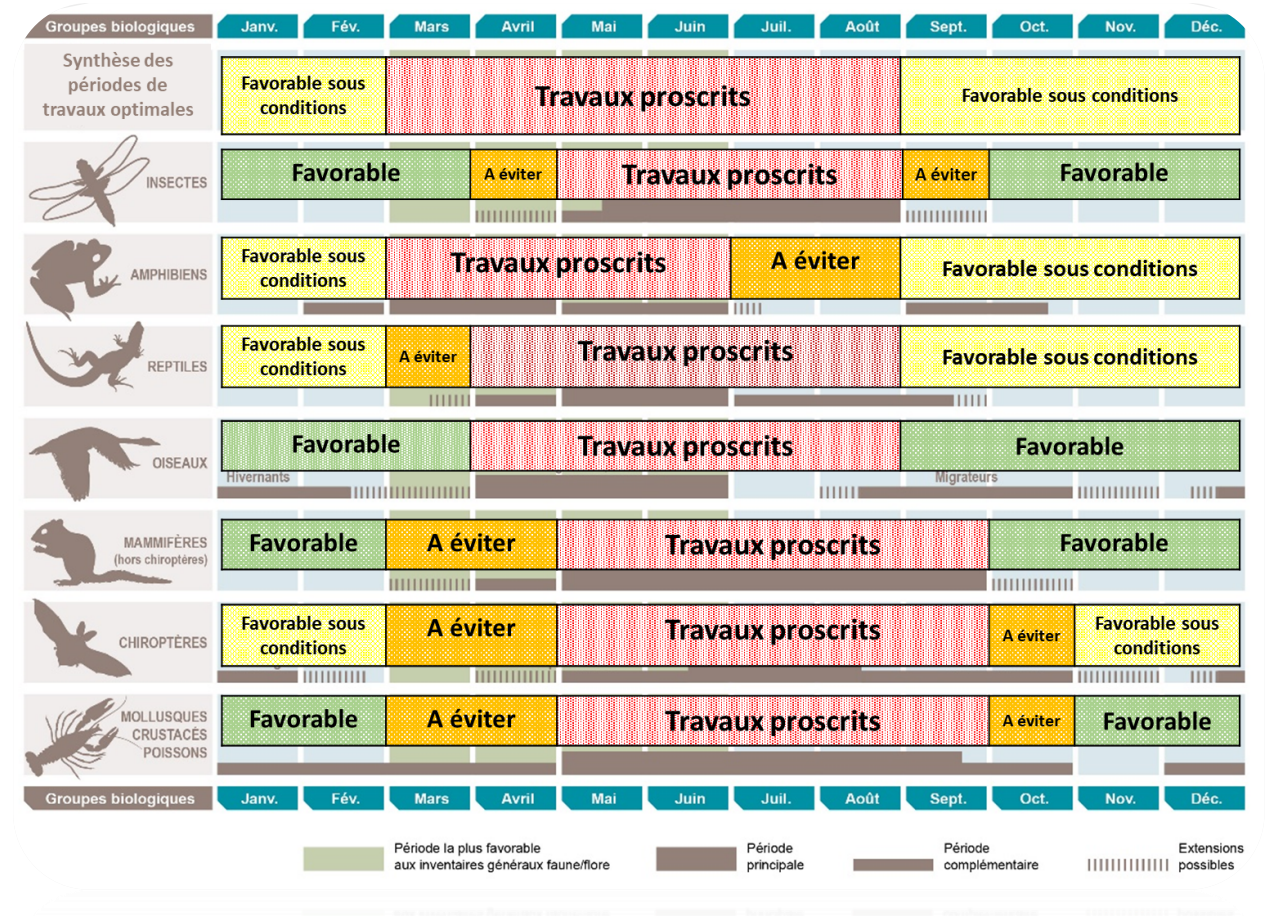 Groupes biologiques Janv. Fév. Mars Avril Mai Juin Juil. Août Sept. Oct. Nov. Déc.
Synthèse des
périodes de
travaux optimales
Favorable sous
conditions
Travaux proscrits
Favorable sous conditions
INSECTES
Favorable
A éviter
Travaux proscrits
A éviter
Favorable
AMPHIBIENS
Favorable sous
conditions
Travaux proscrits
A éviter
Favorable sous conditions
REPTILES
Favorable sous
conditions
A éviter
Travaux proscrits
Favorable sous conditions
OISEAUX
Favorable
Travaux proscrits
Favorable
Hivernants
Migrateurs
MAMMIFÈRES
(hors chiroptères)
Favorable
A éviter
Travaux proscrits
Favorable
CHIROPTÈRES
Favorable sous
conditions
A éviter
Travaux proscrits
A éviter
Favorable sous
conditions
MOLLUSQUES
CRUSTACÉS
POISSONS
Favorable
A éviter
Travaux proscrits
A éviter
Favorable
Groupes biologiques Janv. Fév. Mars Avril Mai Juin Juil. Août Sept. Oct. Nov. Déc.
Période la plus favorable
aux inventaires généraux faune/flore
Période
principale
Période
complémentaire
Extensions
possibles